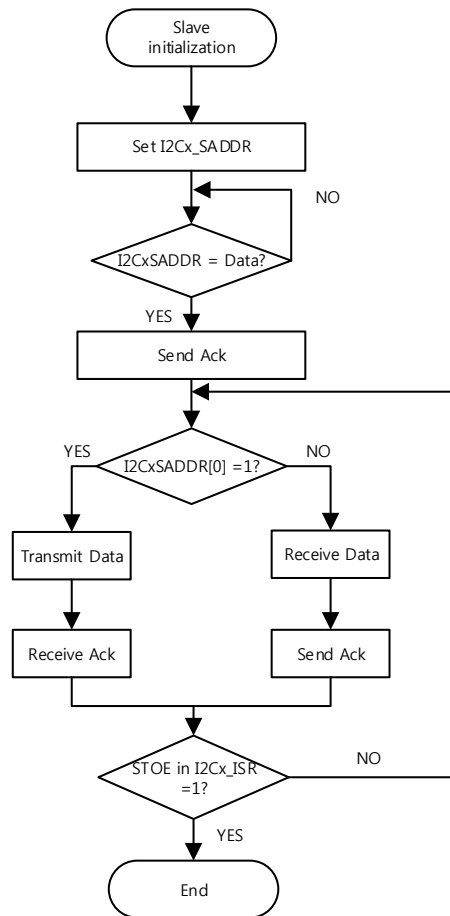 Slave
initialization
Set I2Cx_SADDR
NO
I2CxSADDR = Data?
YES
Send Ack
YES
NO
I2CxSADDR[0] =1?
Transmit Data
Receive Data
Receive Ack
Send Ack
STOE in I2Cx_ISR
=1?
NO
YES
End